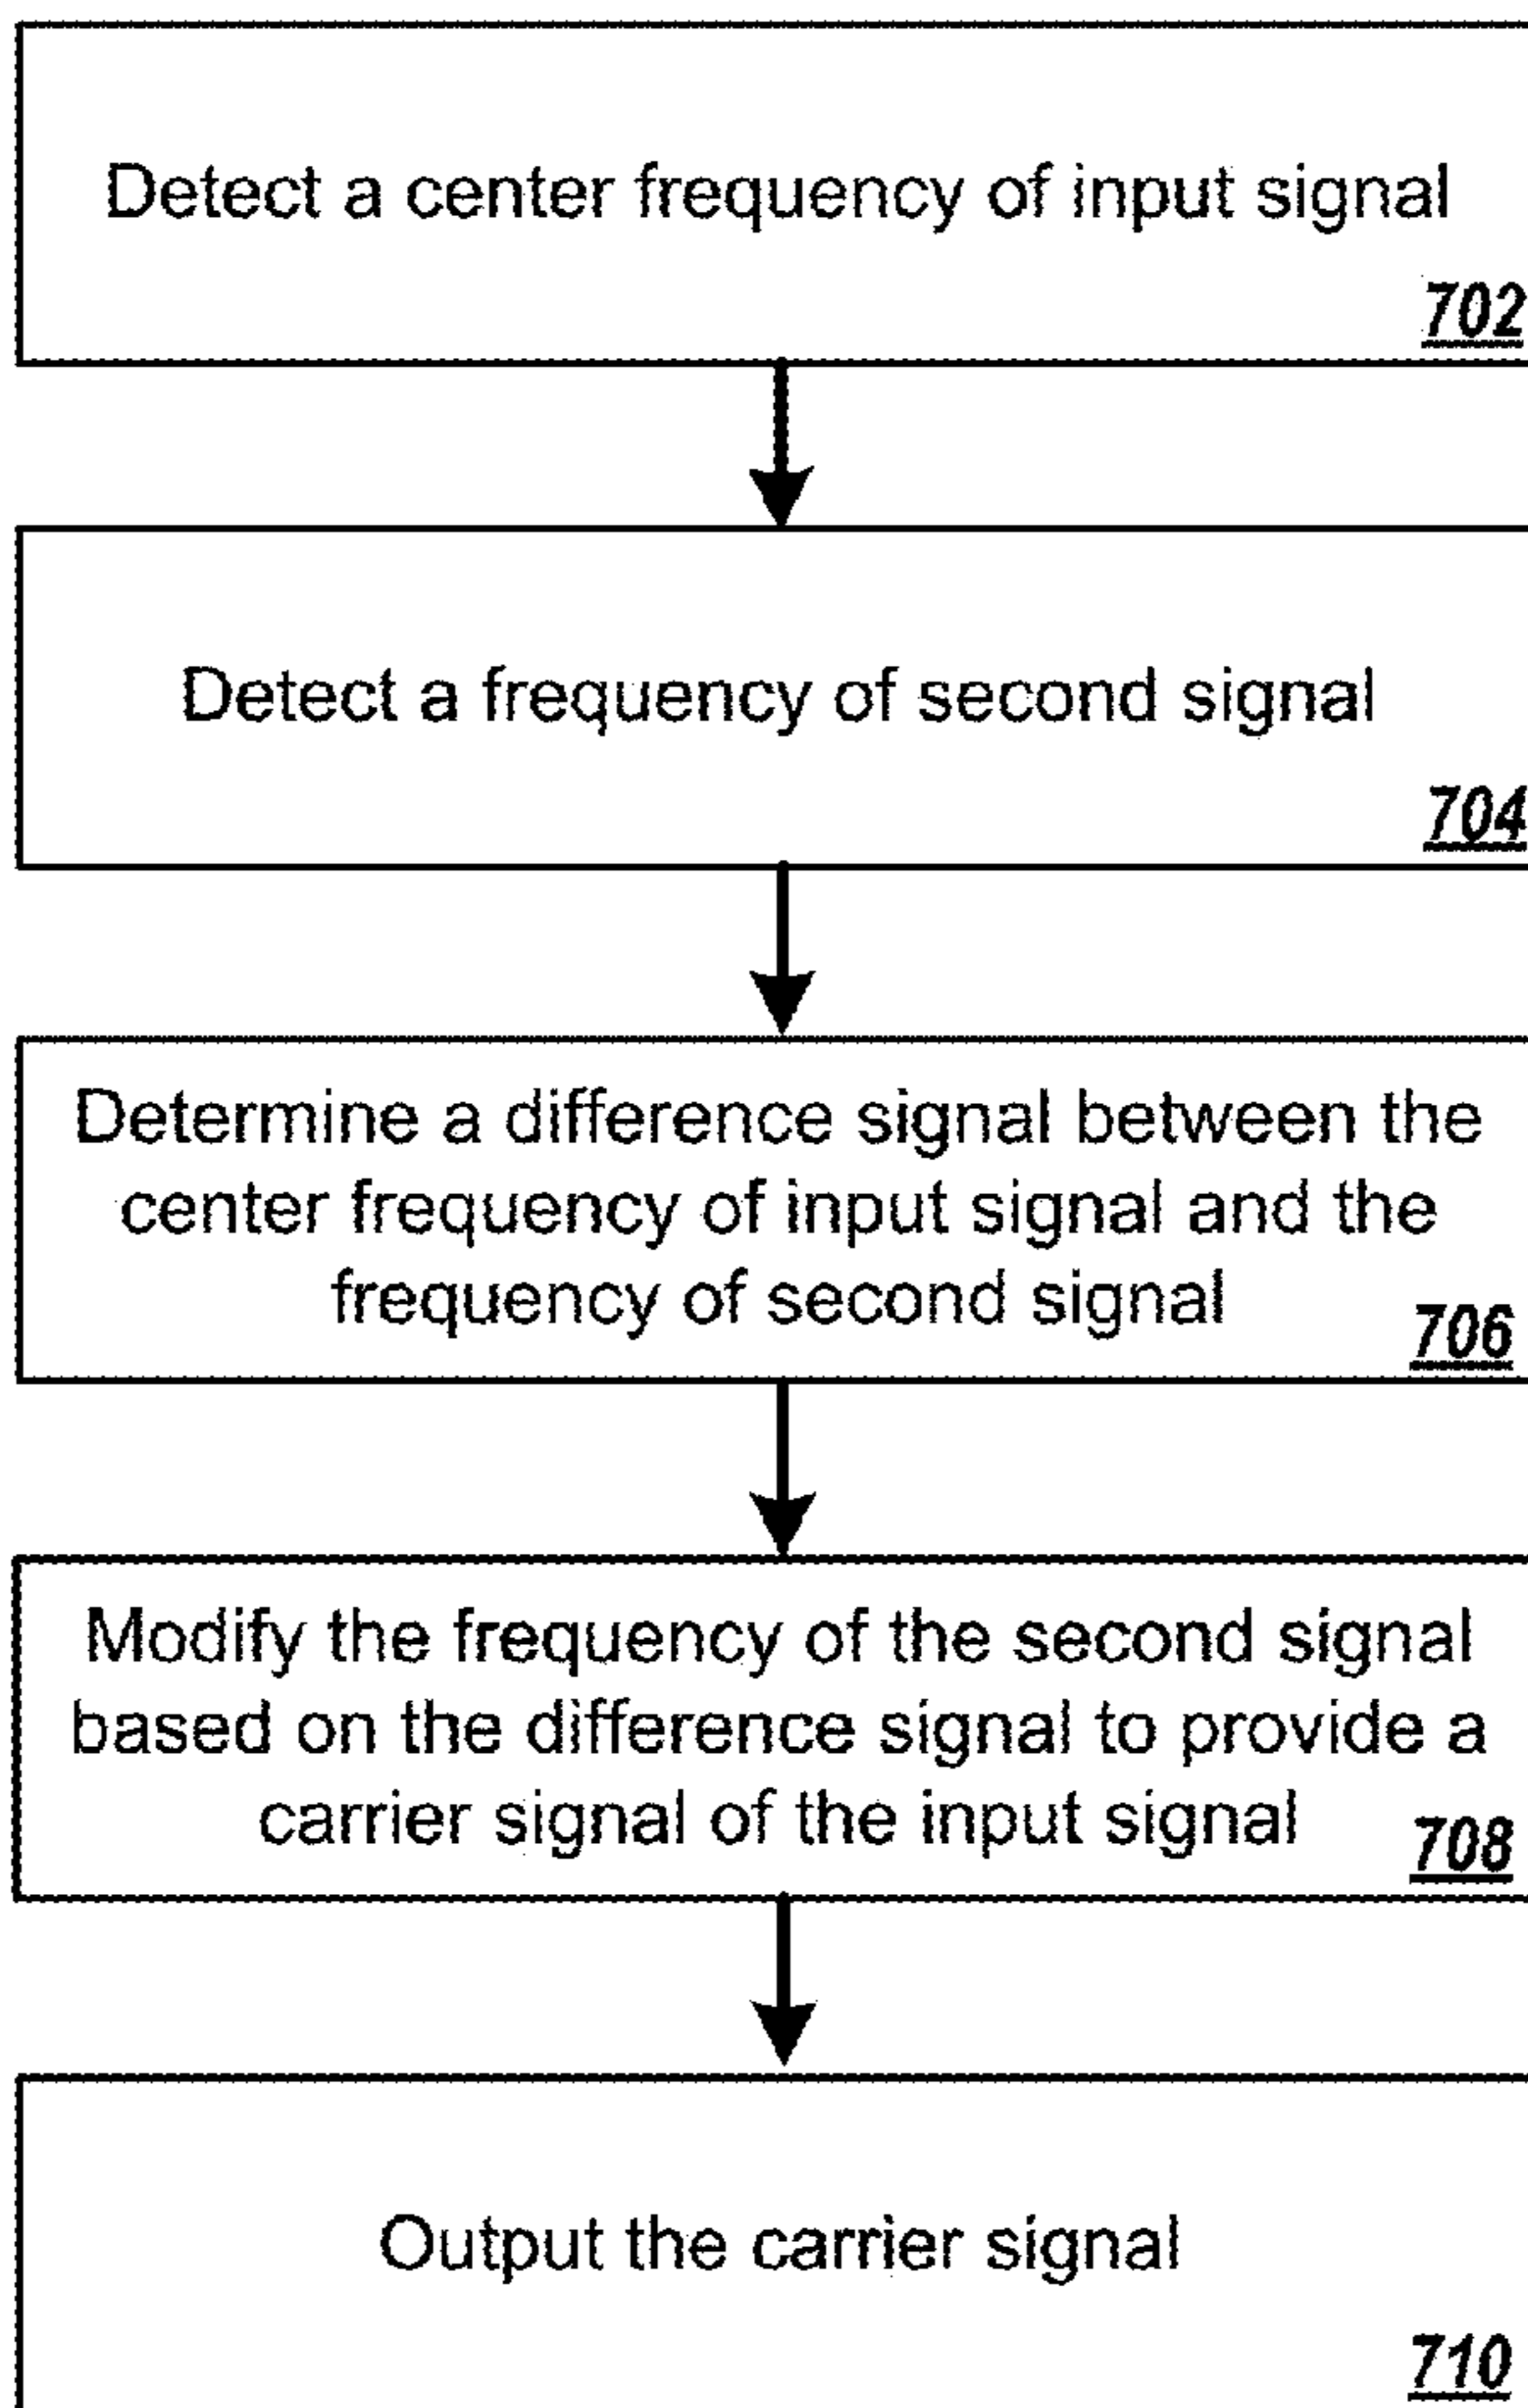 Detect a center frequency of input signal
702
Detect a frequency of second signal
704
Determine a difference signal between the
center frequency of input signal and the
frequency of second signal
706
Modify the frequency of the second signal
based on the difference signal to provide a
carrier signal of the input signal
708
Output the carrier signal
710